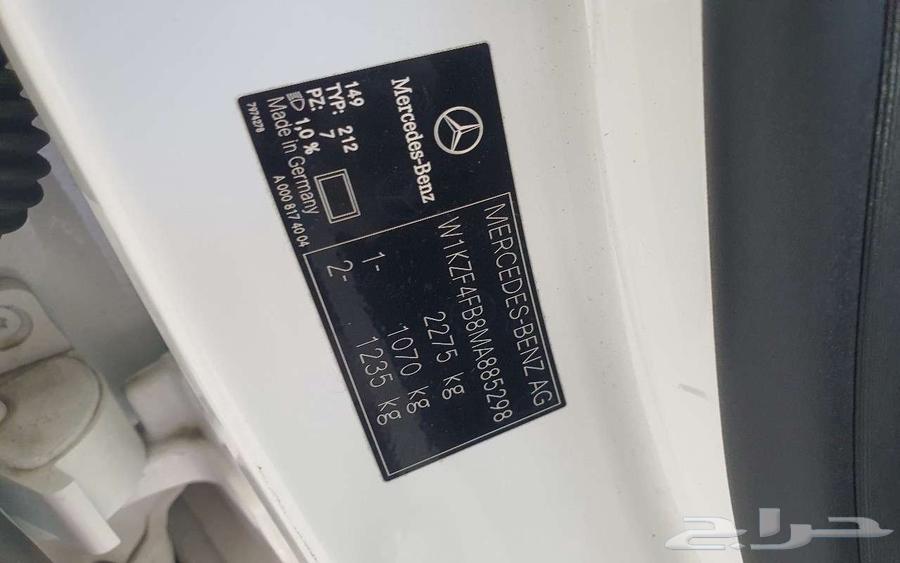 Mercedes-Benz
149
TYP: 212
PZ: 7
1,0 %
Made in Germany
7974278
A 000 817 40 04
MERCEDES-BENZ AG
W1KZF4FB8MA885298
2275 kg
1- 1070 kg
2- 1235 kg
حراج